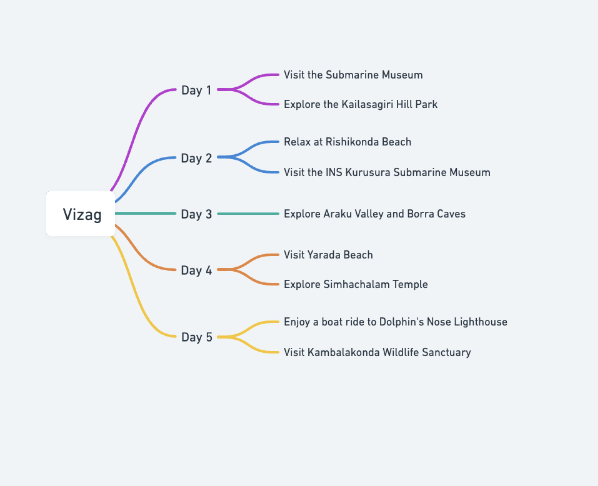 Vizag
Day 1
Visit the Submarine Museum
Explore the Kailasagiri Hill Park
Day 2
Relax at Rishikonda Beach
Visit the INS Kurusura Submarine Museum
Day 3
Explore Araku Valley and Borra Caves
Day 4
Visit Yarada Beach
Explore Simhachalam Temple
Day 5
Enjoy a boat ride to Dolphin's Nose Lighthouse
Visit Kambalakonda Wildlife Sanctuary